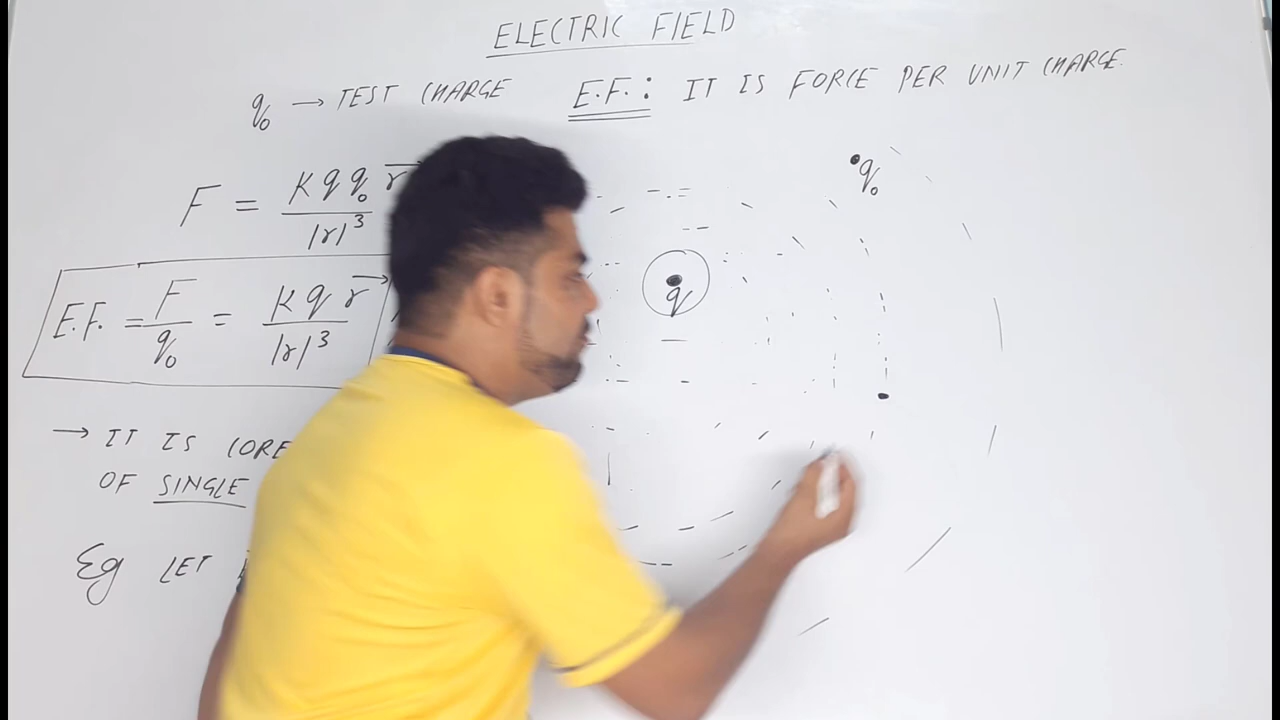 ELECTRIC FIELD
q₀ → TEST CHARGE
E.F.: IT IS FORCE PER UNIT CHARGE.
F = K q q₀ r⃗ / |r|³
E.F. = F / q₀ = K q r⃗ / |r|³
→ IT IS
OF SINGLE
Eg LET
q₀
q